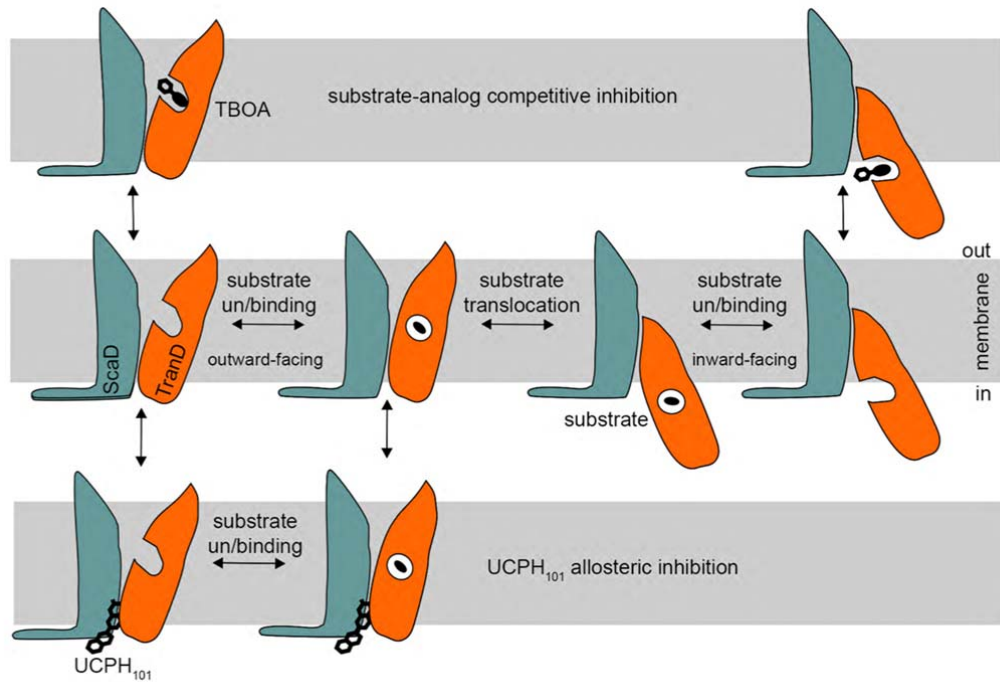 substrate-analog competitive inhibition
TBOA
out
substrate
un/binding
substrate
translocation
substrate
un/binding
ScaD
TranD
outward-facing
inward-facing
membrane
in
substrate
substrate
un/binding
UCPH101 allosteric inhibition
UCPH101